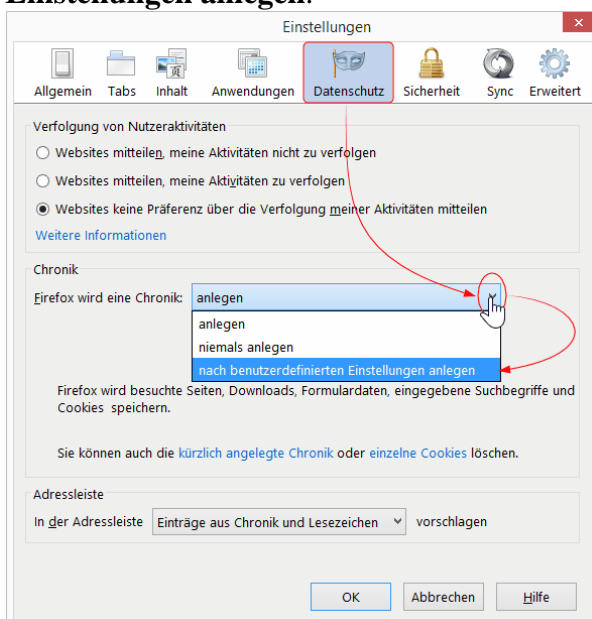 Einstellungen anlegen.
Einstellungen
Allgemein Tabs Inhalt Anwendungen Datenschutz Sicherheit Sync Erweitert
Verfolgung von Nutzeraktivitäten
Websites mitteilen, meine Aktivitäten nicht zu verfolgen
Websites mitteilen, meine Aktivitäten zu verfolgen
Websites keine Präferenz über die Verfolgung meiner Aktivitäten mitteilen
Weitere Informationen
Chronik
Firefox wird eine Chronik: anlegen
anlegen
niemals anlegen
nach benutzerdefinierten Einstellungen anlegen
Firefox wird besuchte Seiten, Downloads, Formulardaten, eingegebene Suchbegriffe und
Cookies speichern.
Sie können auch die kürzlich angelegte Chronik oder einzelne Cookies löschen.
Adressleiste
In der Adressleiste Einträge aus Chronik und Lesezeichen vorschlagen
OK Abbrechen Hilfe